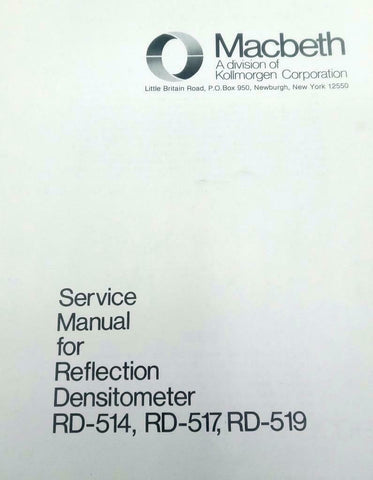 Macbeth
A division of
Kollmorgen Corporation
Little Britain Road, P.O.Box 950, Newburgh, New York 12550
Service
Manual
for
Reflection
Densitometer
RD-514, RD-517, RD-519